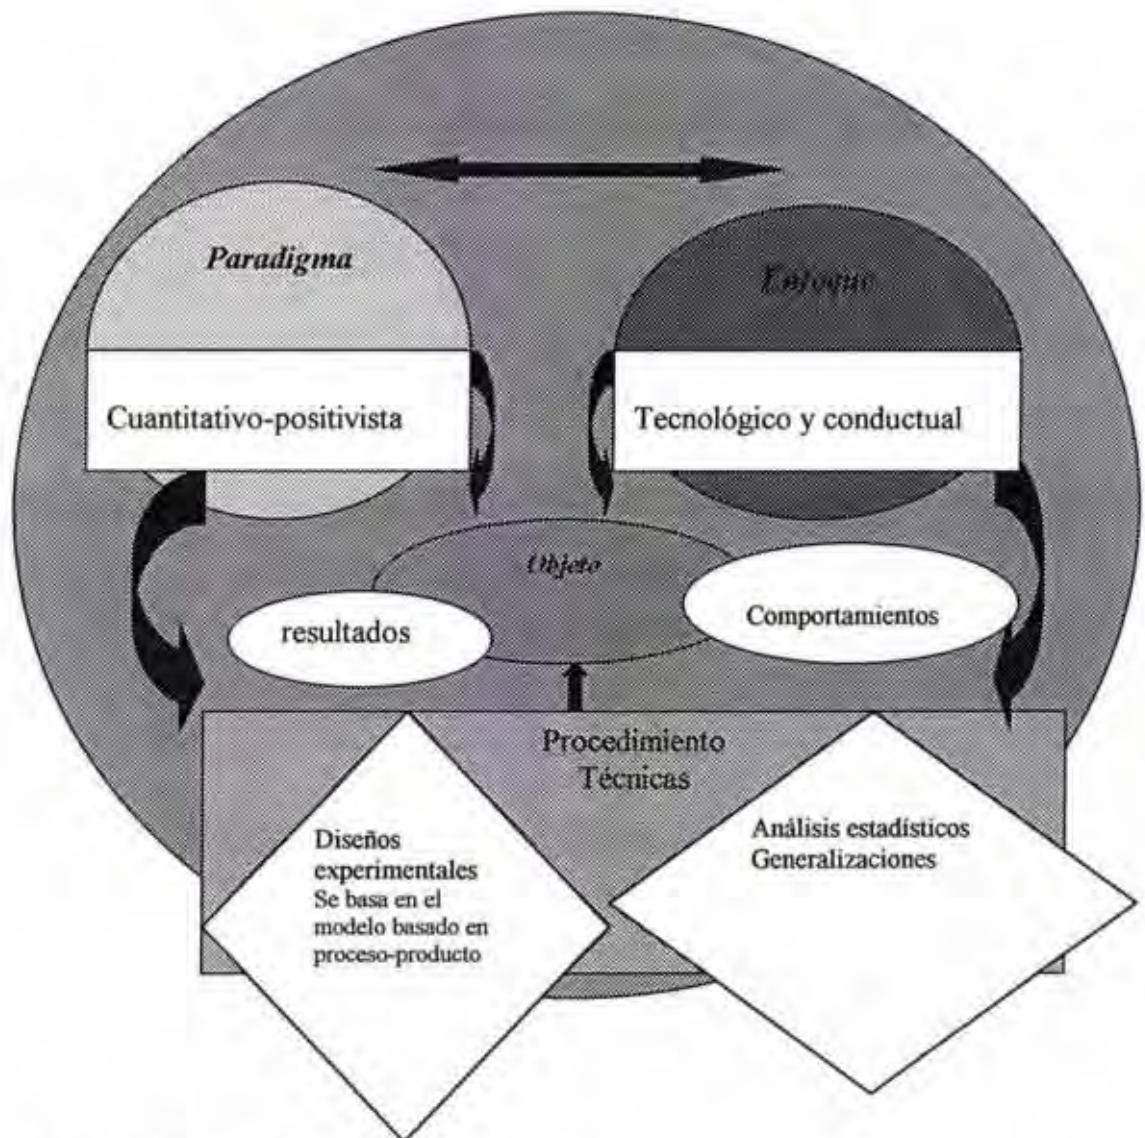 Paradigma
Enfoque
Cuantitativo-positivista
Tecnológico y conductual
Objeto
resultados
Comportamientos
Procedimiento
Técnicas
Diseños
experimentales
Se basa en el
modelo basado en
proceso-producto
Análisis estadísticos
Generalizaciones